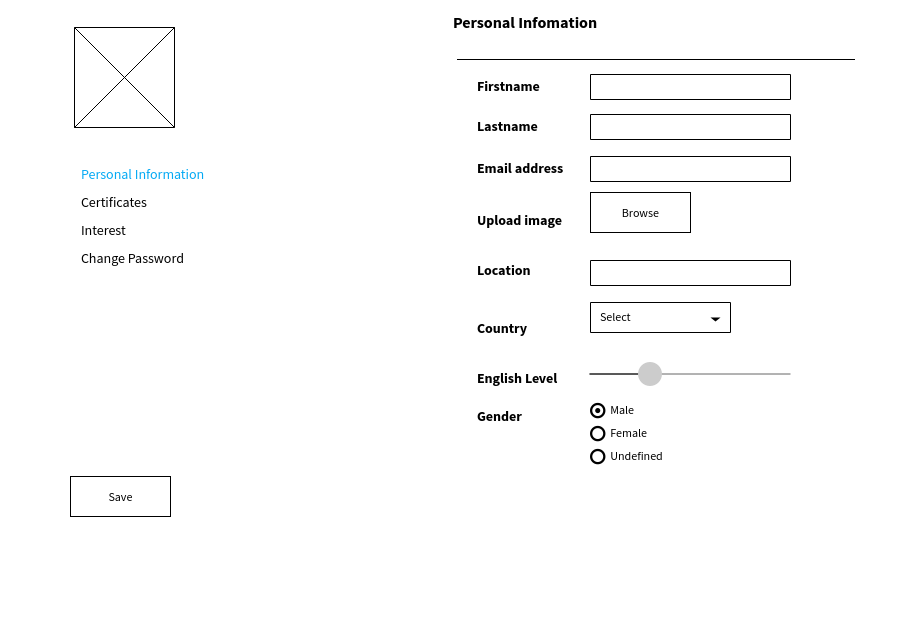 Personal Infomation
Personal Information
Certificates
Interest
Change Password
Save
Firstname
Lastname
Email address
Upload image
Browse
Location
Country
Select
English Level
Gender
Male
Female
Undefined